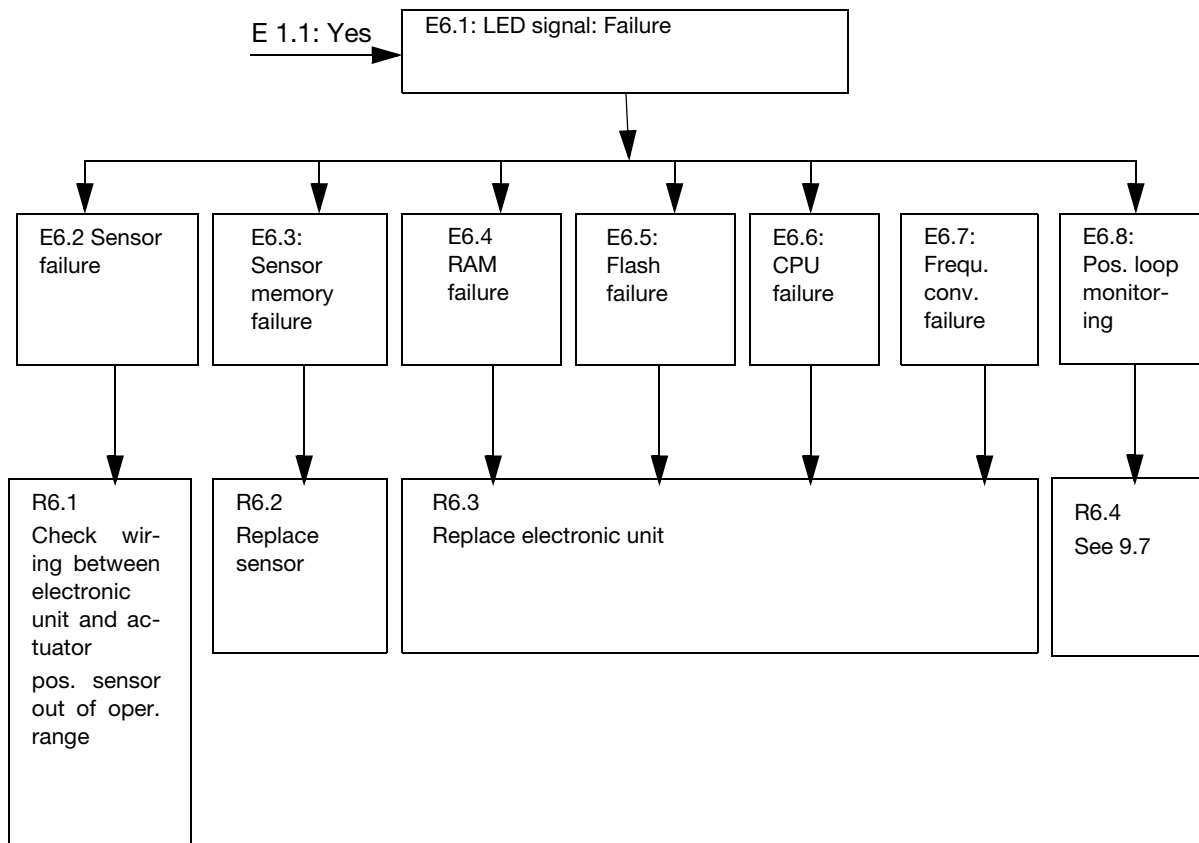 E 1.1: Yes
E6.1: LED signal: Failure
E6.2 Sensor
failure
E6.3:
Sensor
memory
failure
E6.4
RAM
failure
E6.5:
Flash
failure
E6.6:
CPU
failure
E6.7:
Frequ.
conv.
failure
E6.8:
Pos. loop
monitor-
ing
R6.1
Check wir-
ing between
electronic
unit and ac-
tuator
pos. sensor
out of oper.
range
R6.2
Replace
sensor
R6.3
Replace electronic unit
R6.4
See 9.7